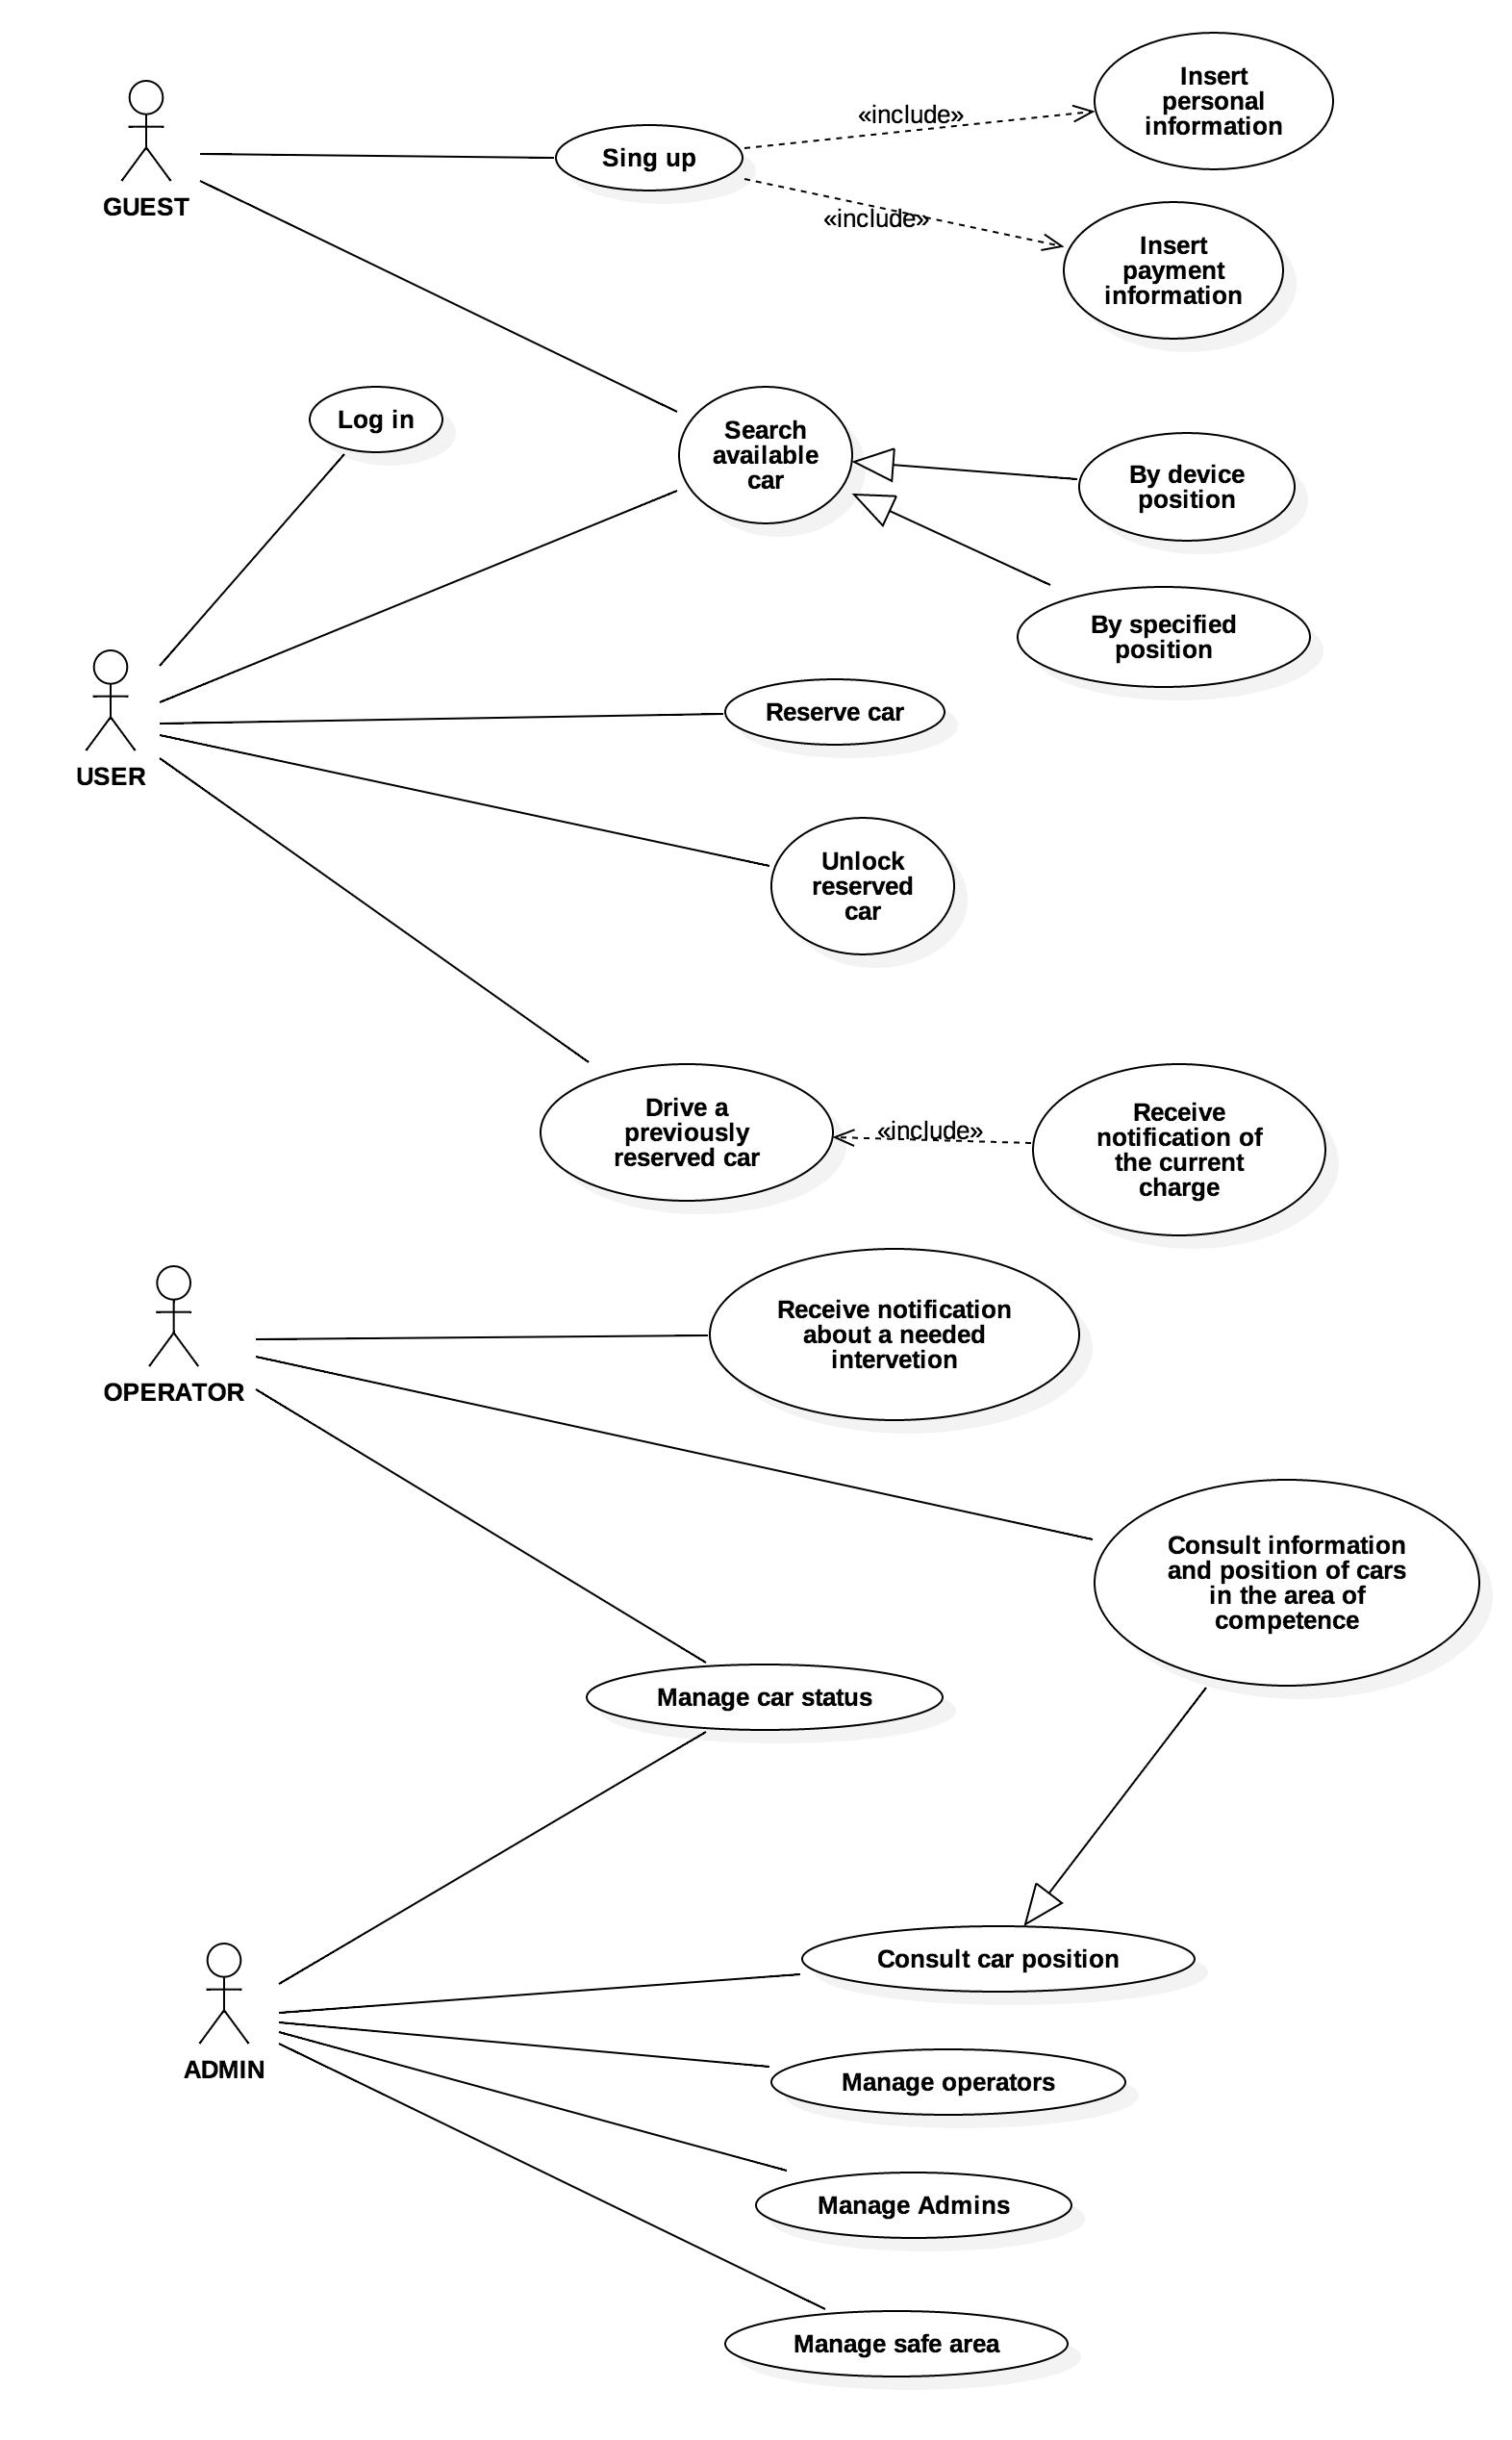 Insert
personal
information
«include»
Sing up
GUEST
«include»
Insert
payment
information
Log in
Search
available
car
By device
position
By specified
position
Reserve car
USER
Unlock
reserved
car
Drive a
previously
reserved car
«include»
Receive
notification of
the current
charge
Receive notification
about a needed
intervetion
OPERATOR
Consult information
and position of cars
in the area of
competence
Manage car status
Consult car position
ADMIN
Manage operators
Manage Admins
Manage safe area